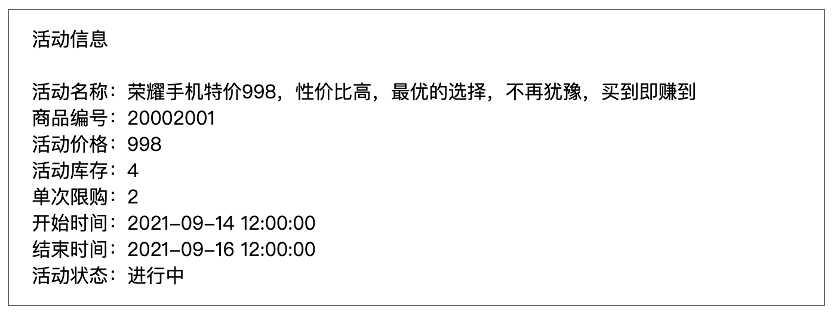 活动信息
活动名称：荣耀手机特价998，性价比高，最优的选择，不再犹豫，买到即赚到
商品编号：20002001
活动价格：998
活动库存：4
单次限购：2
开始时间：2021-09-14 12:00:00
结束时间：2021-09-16 12:00:00
活动状态：进行中